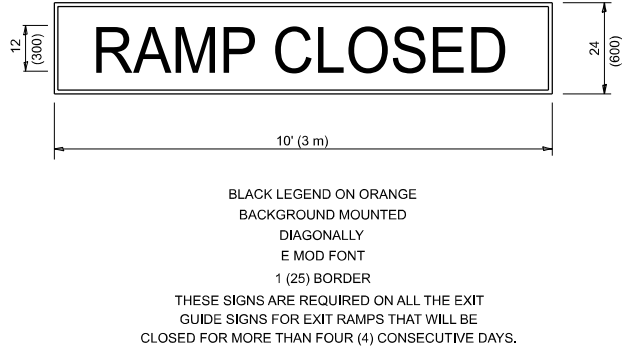 RAMP CLOSED
12
(300)
24
(600)
10' (3 m)
BLACK LEGEND ON ORANGE
BACKGROUND MOUNTED
DIAGONALLY
E MOD FONT
1 (25) BORDER
THESE SIGNS ARE REQUIRED ON ALL THE EXIT
GUIDE SIGNS FOR EXIT RAMPS THAT WILL BE
CLOSED FOR MORE THAN FOUR (4) CONSECUTIVE DAYS.